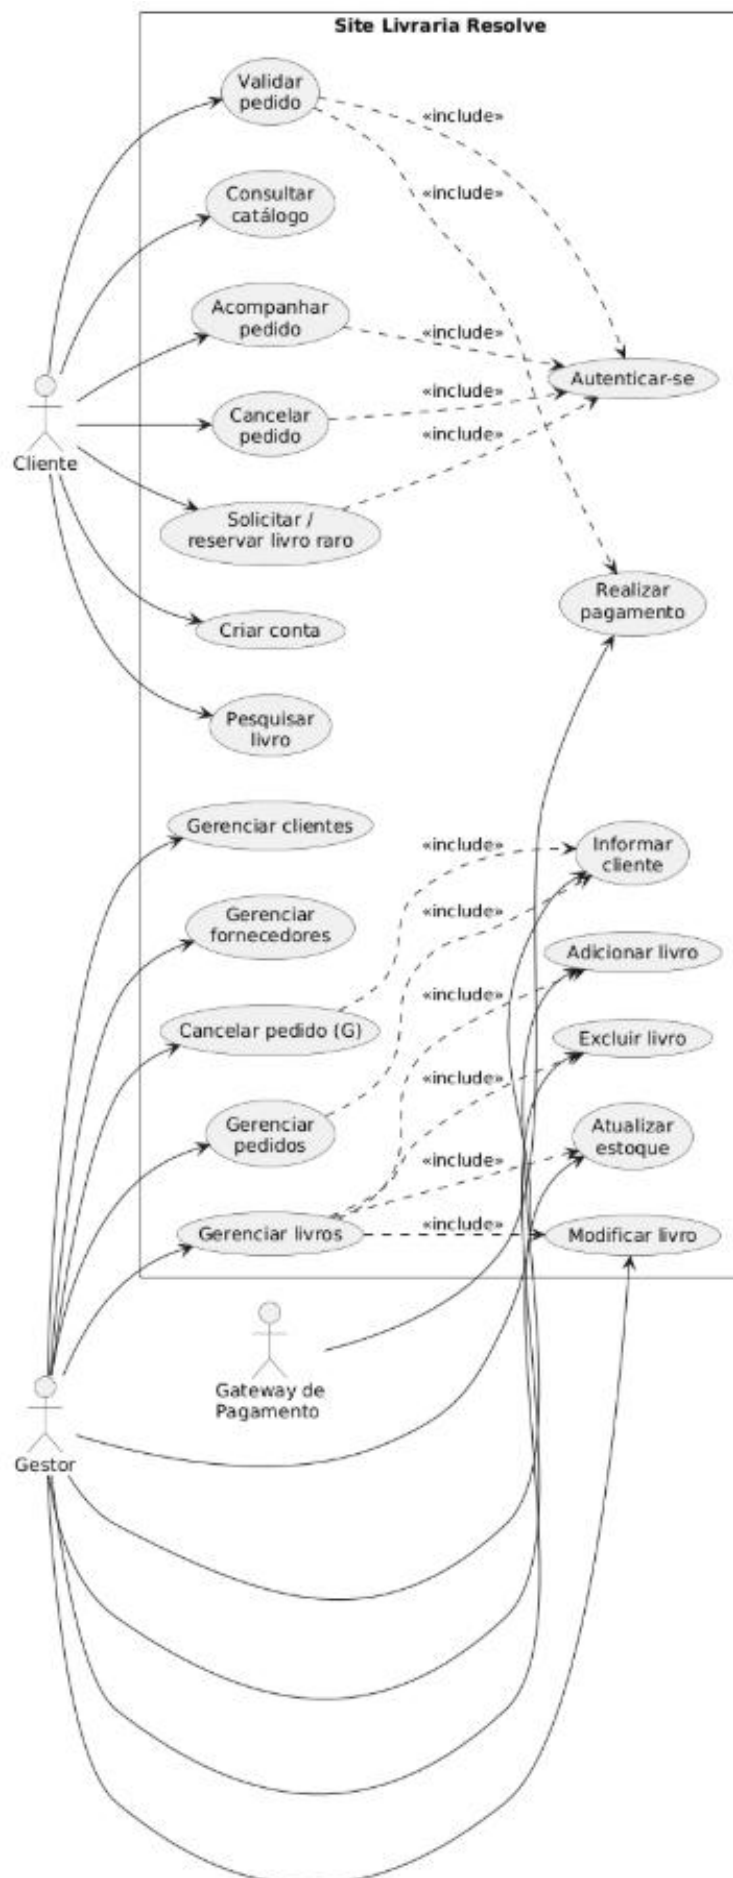 Site Livraria Resolve
Validar
pedido
«include»
Consultar
catálogo
«include»
Acompanhar
pedido
«include»
Autenticar-se
Cancelar
pedido
«include»
«include»
Cliente
Solicitar /
reservar livro raro
Realizar
pagamento
Criar conta
Pesquisar
livro
Gerenciar clientes
«include»
Informar
cliente
Gerenciar
fornecedores
«include»
Adicionar livro
Cancelar pedido (G)
«include»
Excluir livro
«include»
Gerenciar
pedidos
Atualizar
estoque
«include»
Gerenciar livros
«include»
Modificar livro
Gateway de
Pagamento
Gestor